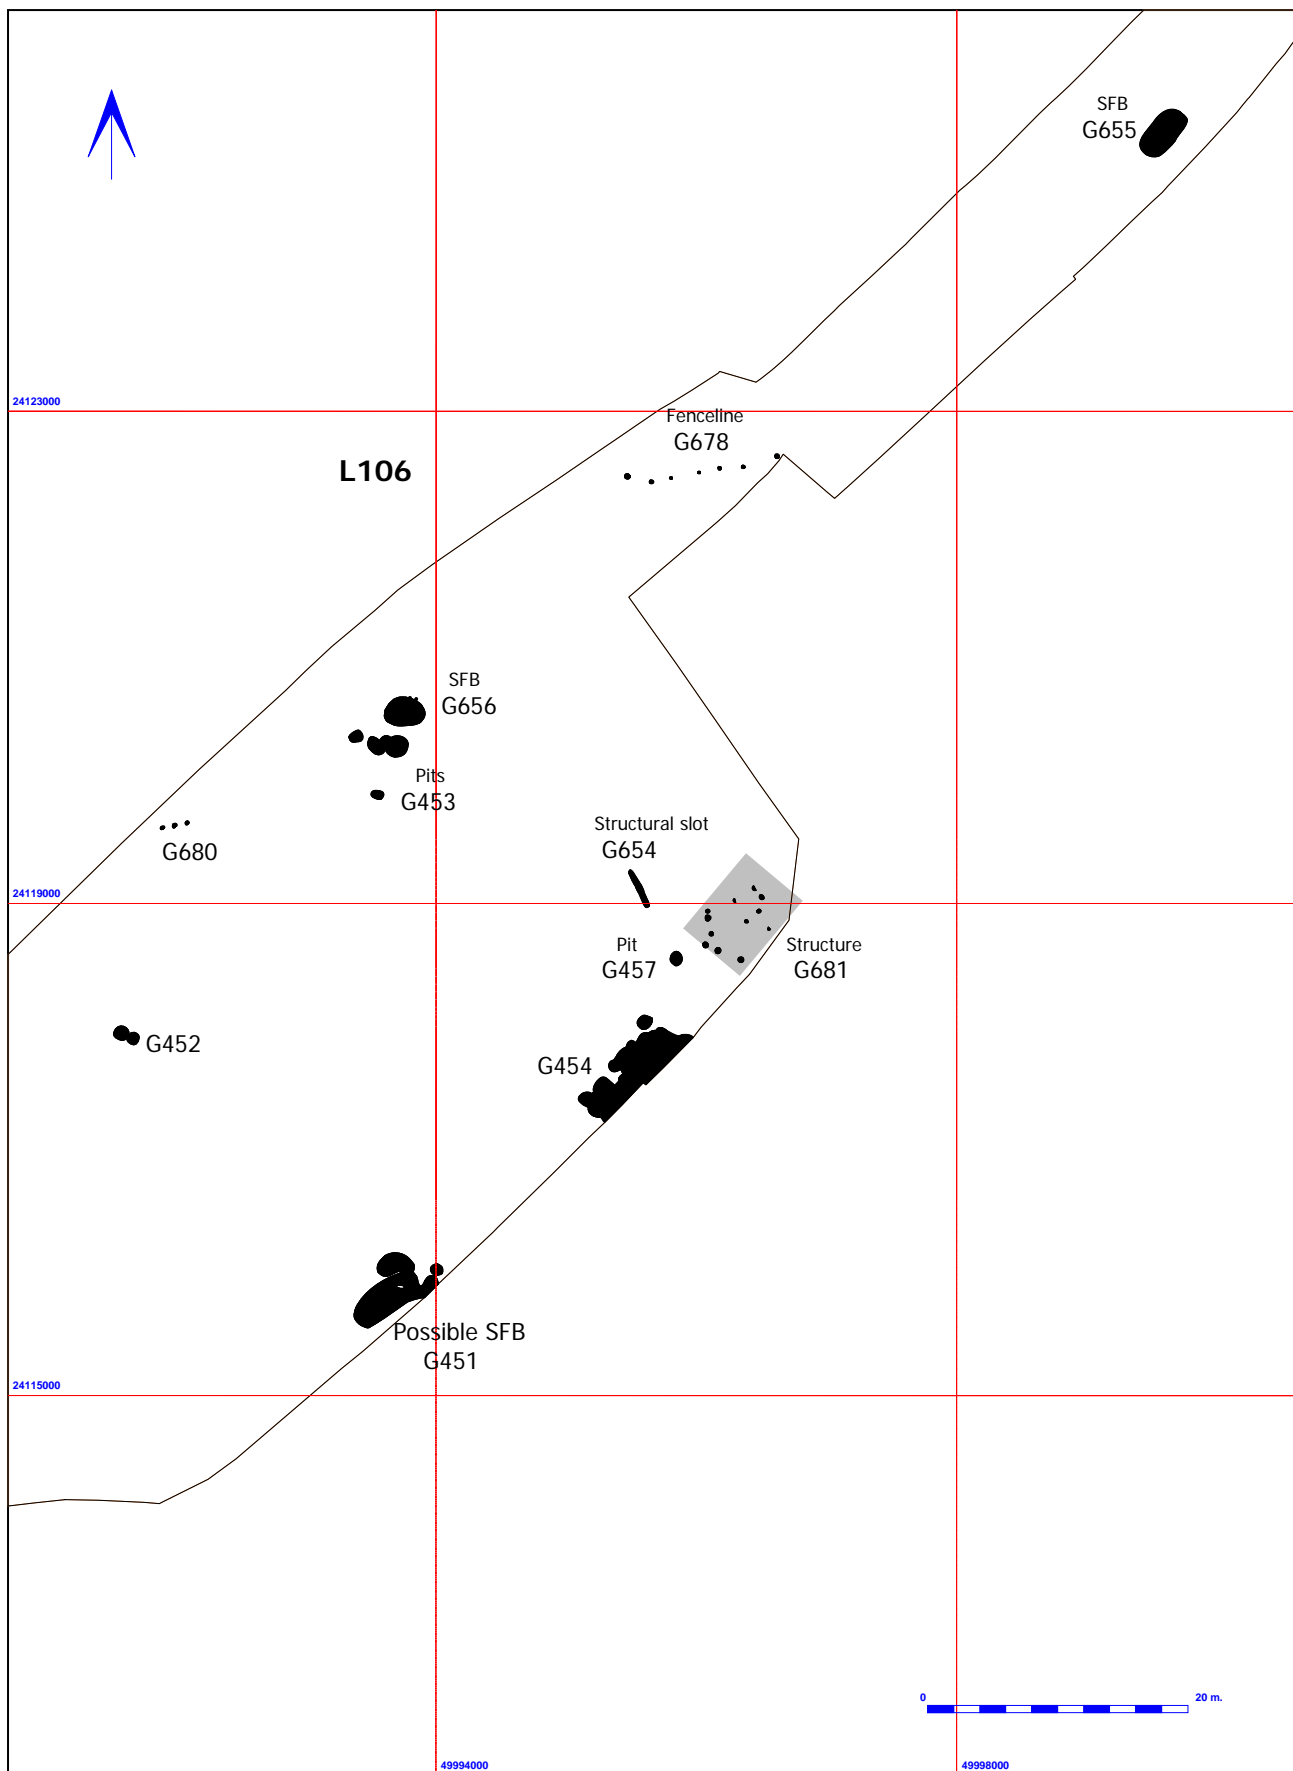 SFB
G655
24123000
Fenceline
G678
L106
SFB
G656
Pits
G453
Structural slot
G654
G680
24119000
Pit
G457
Structure
G681
G452
G454
Possible SFB
G451
24115000
0 20 m.
49994000 49998000